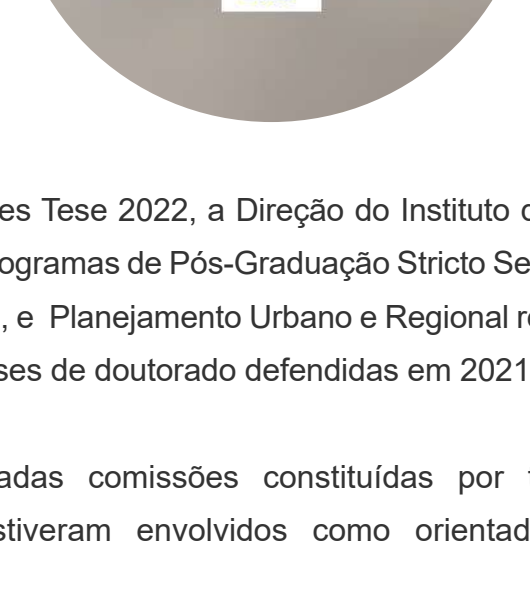 es Tese 2022, a Direção do Instituto
ogramas de Pós-Graduação Stricto Se
, e Planejamento Urbano e Regional r
ses de doutorado defendidas em 2021
adas comissões constituídas por
stiveram envolvidos como orientad